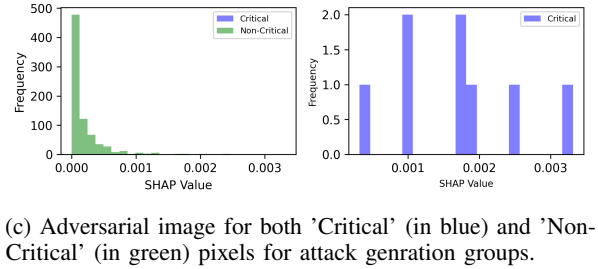 500
400
300
200
100
0
Frequency
0.000 0.001 0.002 0.003
SHAP Value
Critical
Non-Critical
2.0
1.5
1.0
0.5
0.0
Frequency
0.001 0.002 0.003
SHAP Value
Critical
(c) Adversarial image for both ’Critical’ (in blue) and ’Non-
Critical’ (in green) pixels for attack genration groups.